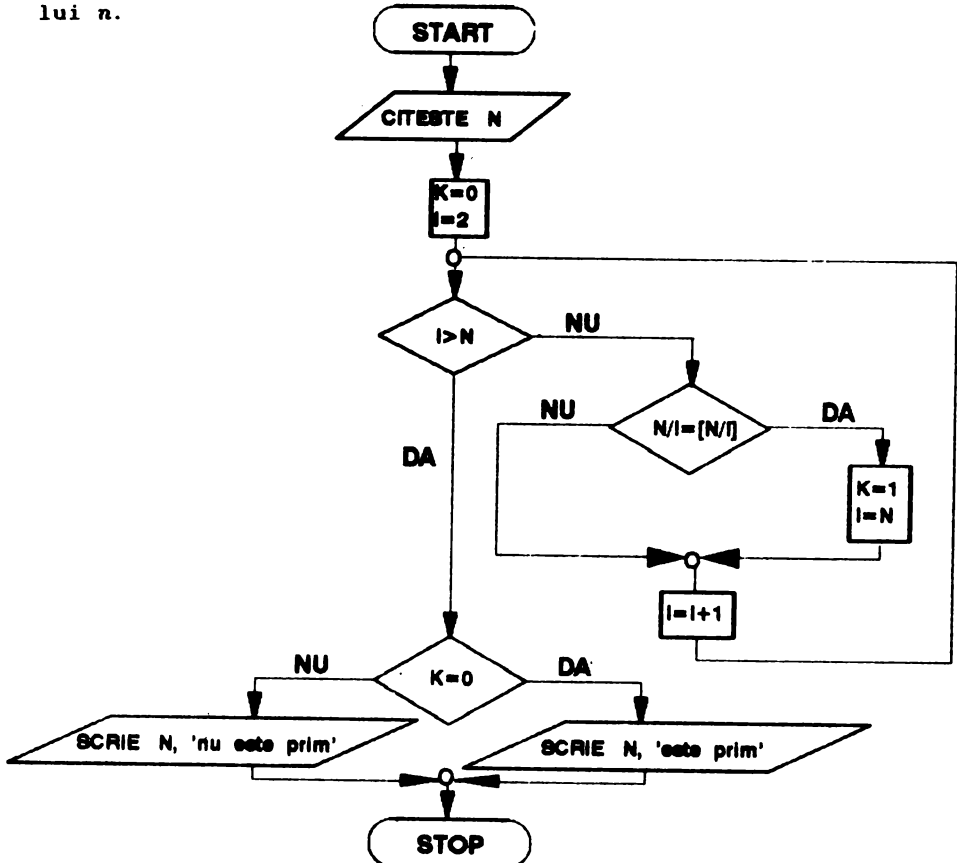 lui n.
START
CITESTE N
K=0
I=2
I>N
NU
N/I=[N/I]
NU
DA
DA
K=1
I=N
I=I+1
K=0
NU
DA
SCRIE N, 'nu este prim'
SCRIE N, 'este prim'
STOP